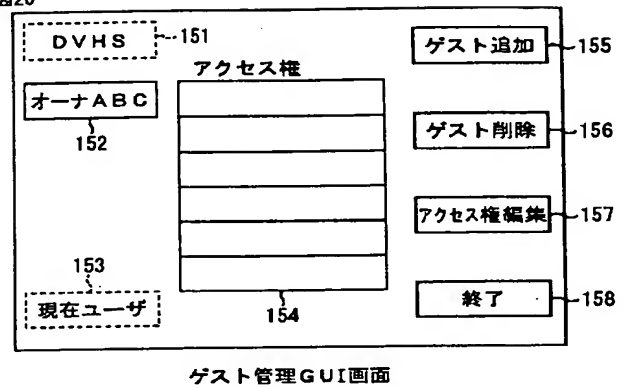 図20
DVHS
151
オーナABC
152
アクセス権
154
153
現在ユーザ
ゲスト追加
155
ゲスト削除
156
アクセス権編集
157
終了
158
ゲスト管理GUI画面